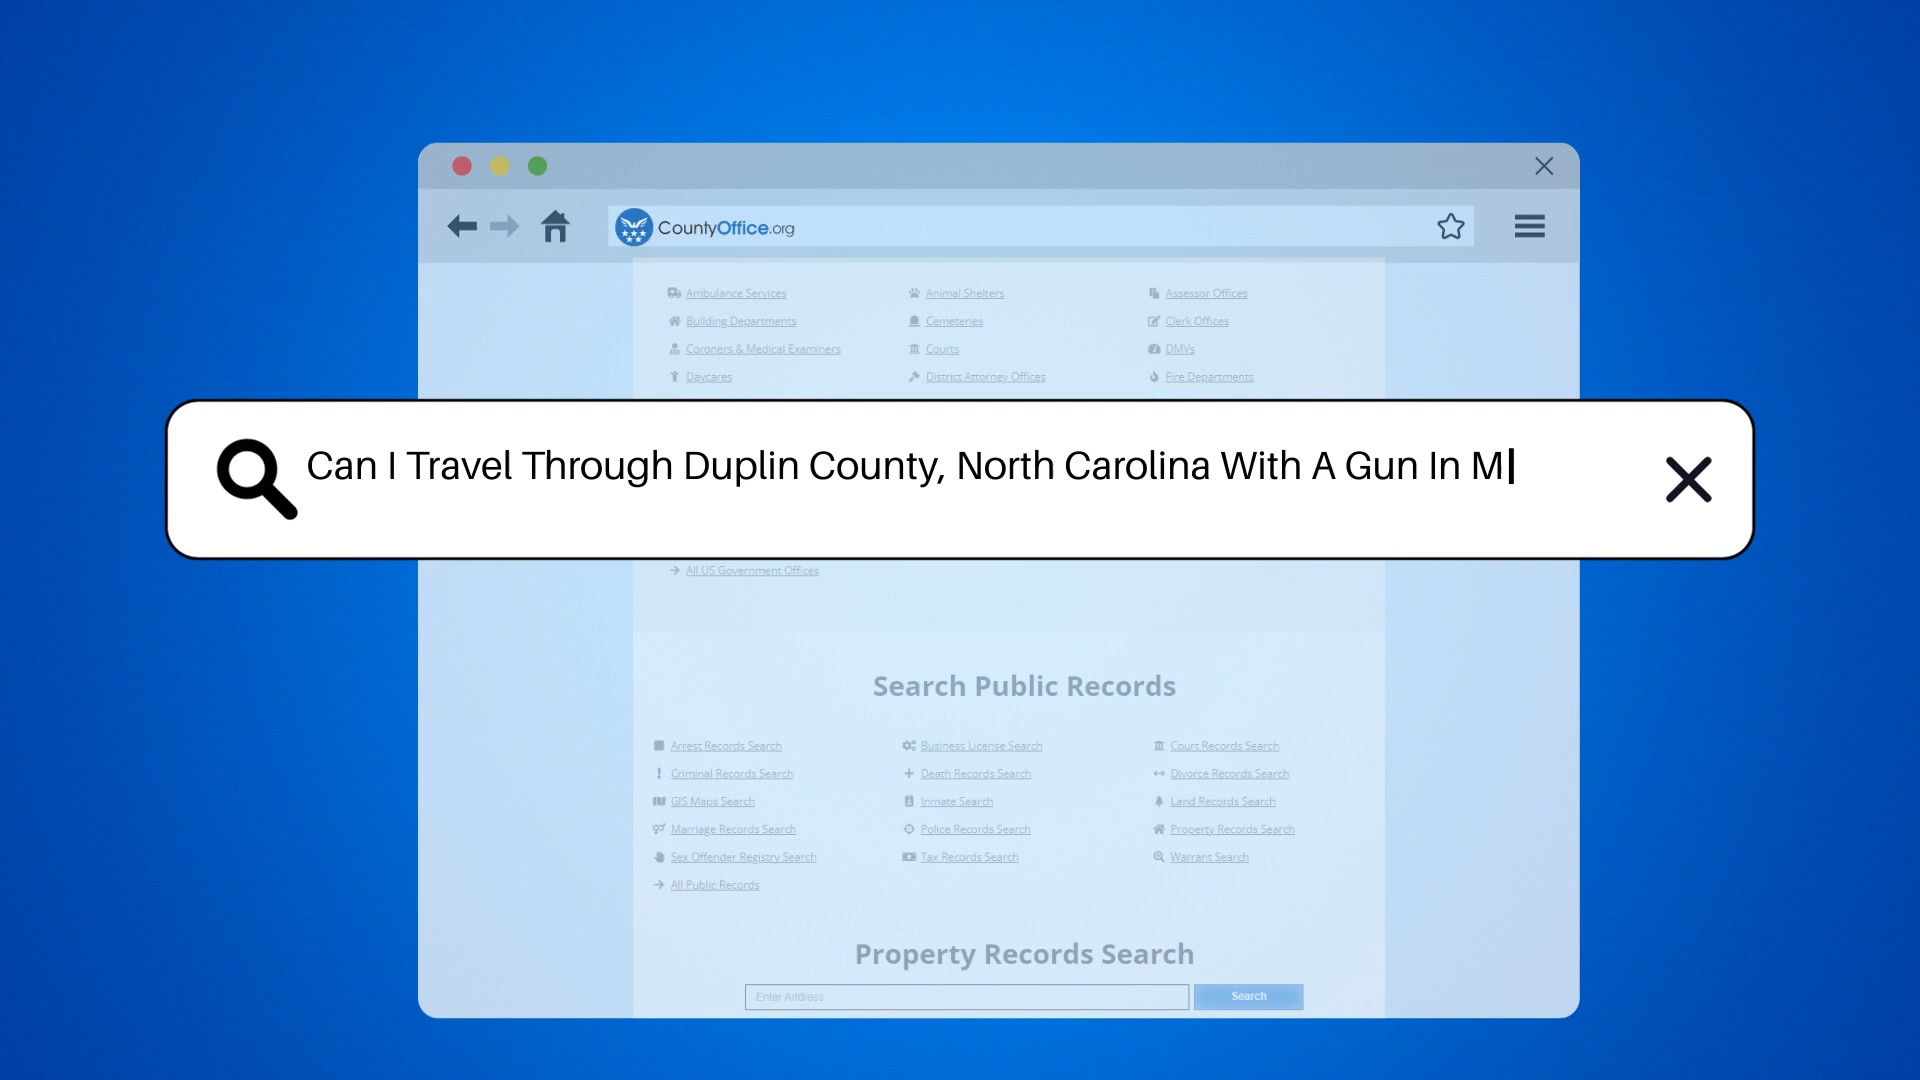 CountyOffice.org
Ambulance Services Animal Shelters Assessor Offices
Building Departments Cemeteries Clerk Offices
Coroners & Medical Examiners Courts DMVs
Daycares District Attorney Offices Fire Departments
Can I Travel Through Duplin County, North Carolina With A Gun In M
All US Government Offices
Search Public Records
Arrest Records Search Business License Search Court Records Search
Criminal Records Search Death Records Search Divorce Records Search
GIS Maps Search Inmate Search Land Records Search
Marriage Records Search Police Records Search Property Records Search
Sex Offender Registry Search Tax Records Search Warrant Search
All Public Records
Property Records Search
Enter Address Search